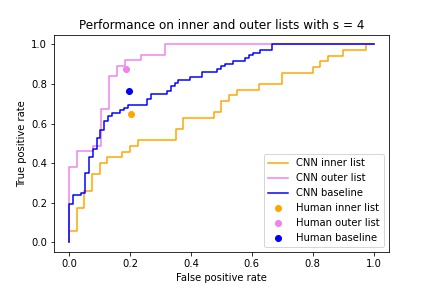 Performance on inner and outer lists with s = 4
True positive rate
1.0
0.8
0.6
0.4
0.2
0.0
CNN inner list
CNN outer list
CNN baseline
Human inner list
Human outer list
Human baseline
0.0 0.2 0.4 0.6 0.8 1.0
False positive rate